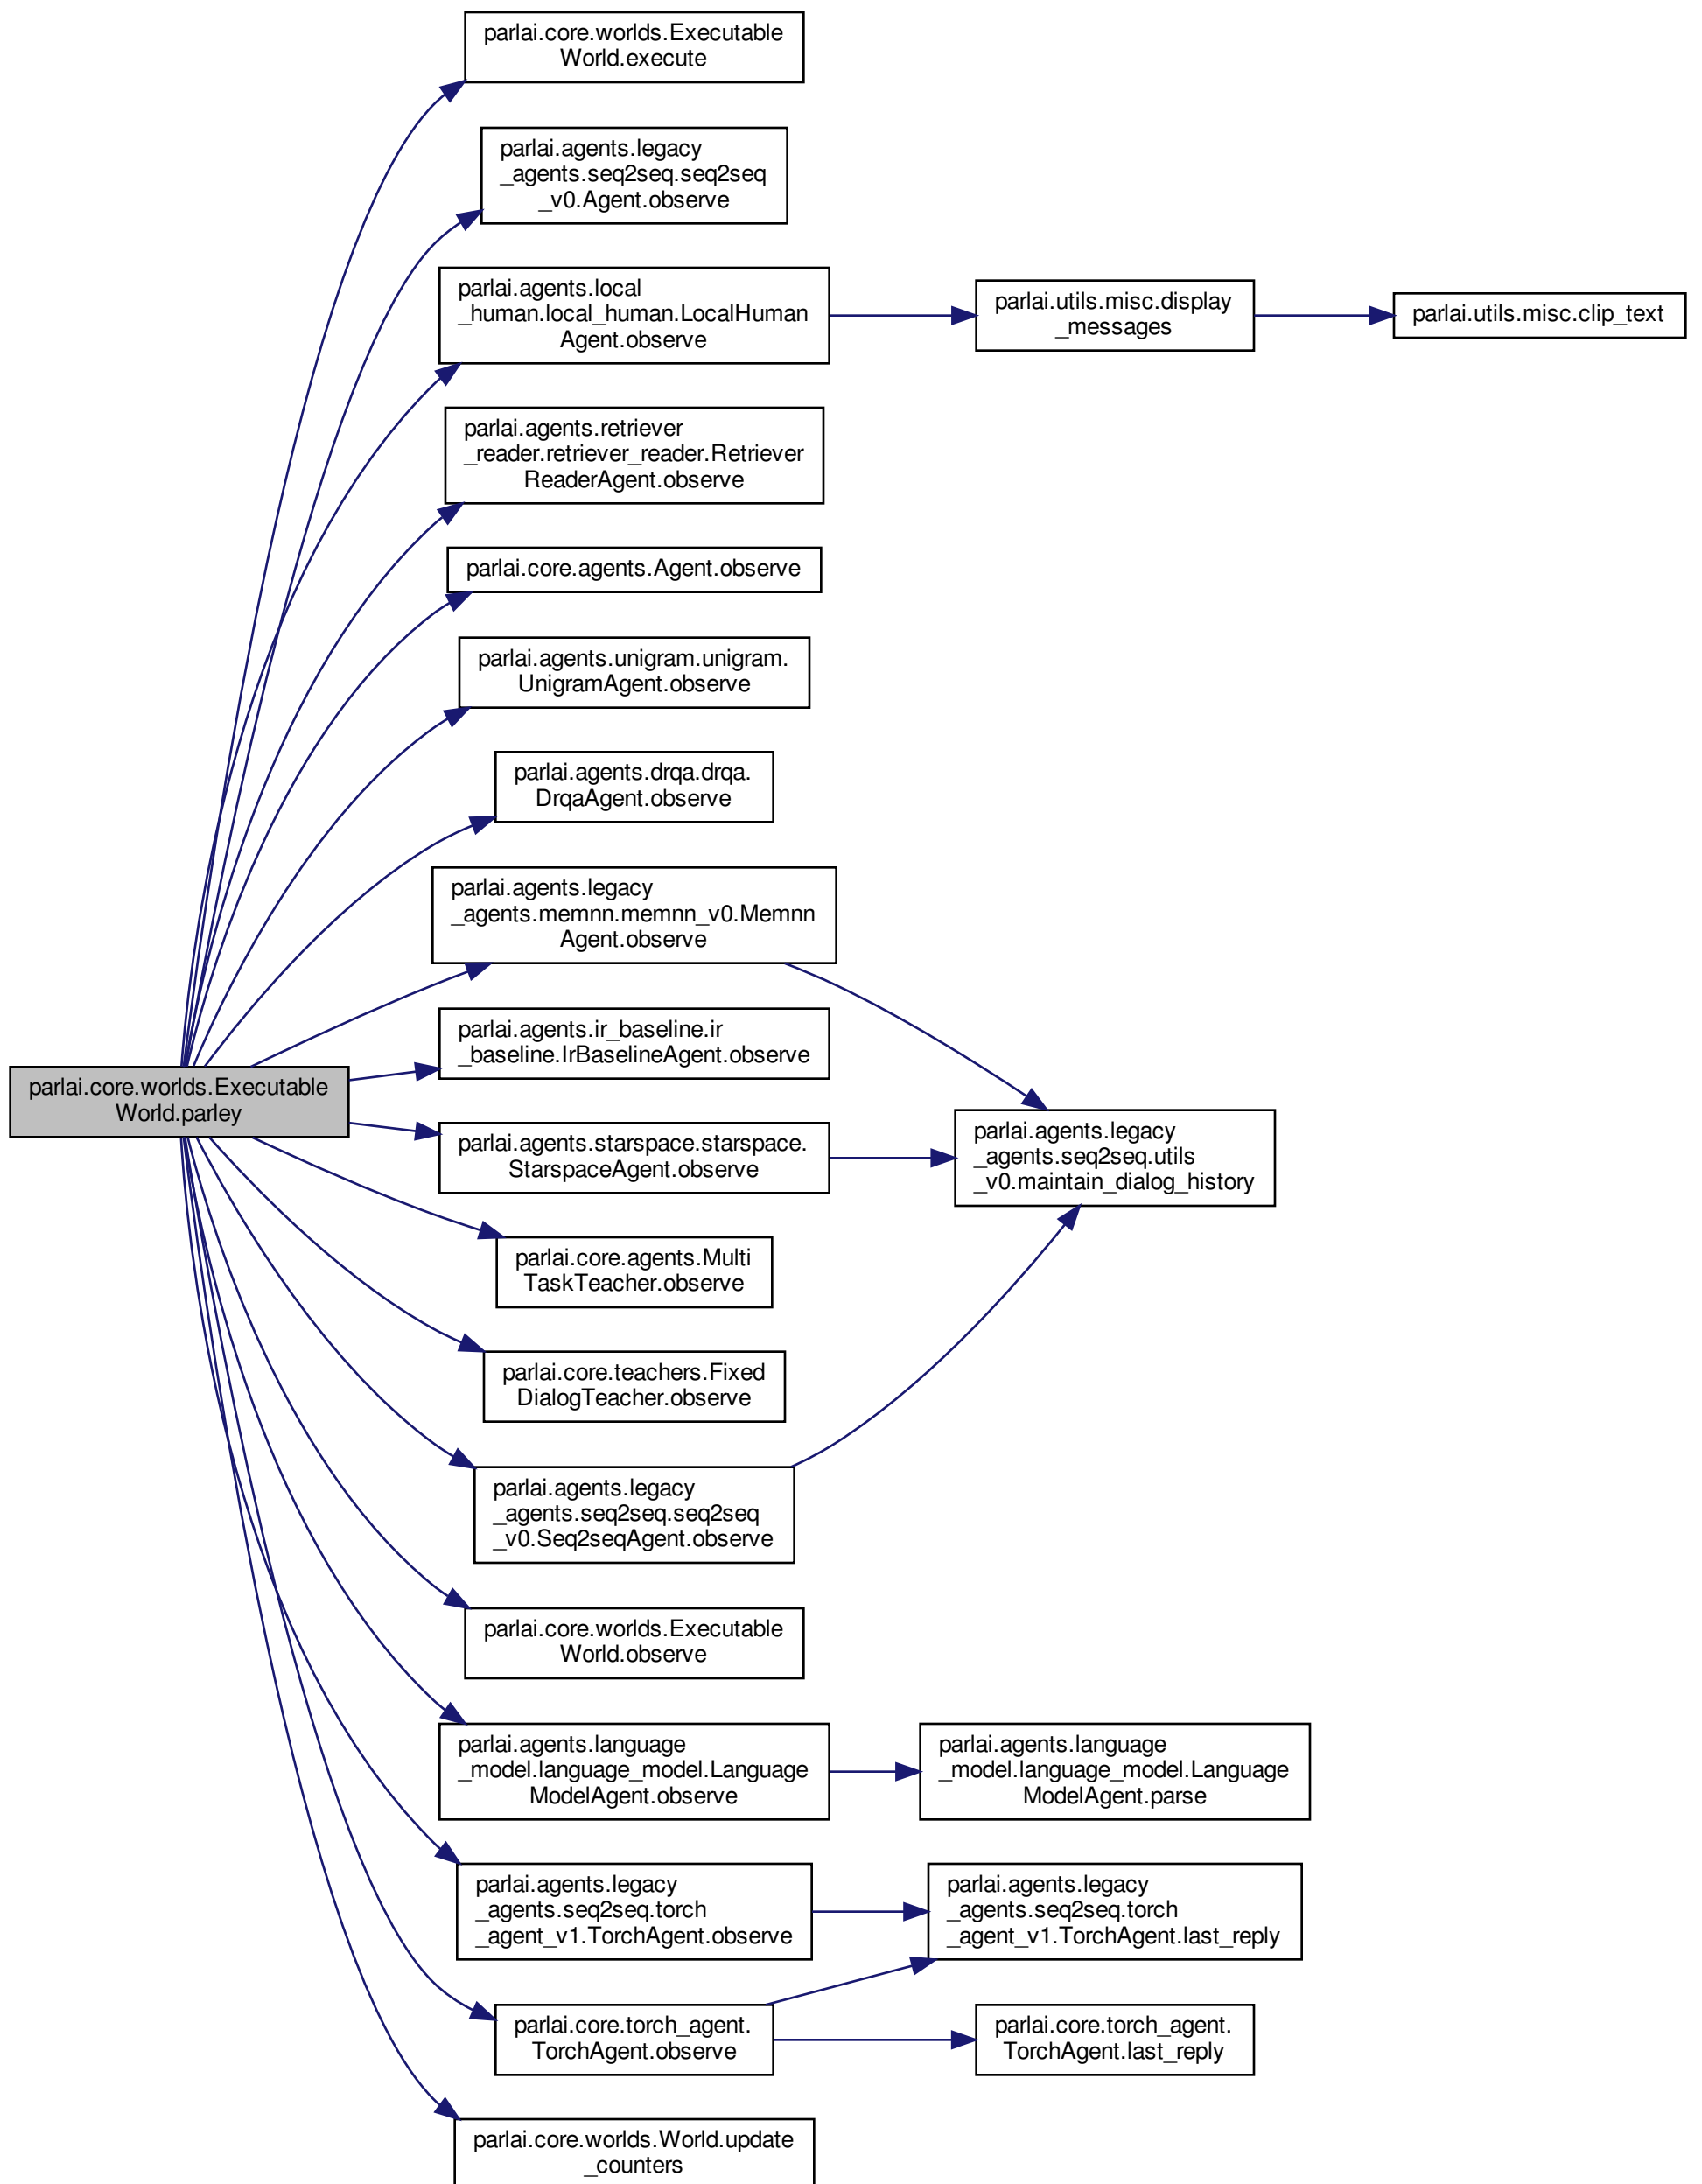 parlai.core.worlds.Executable
World.execute
parlai.agents.legacy
_agents.seq2seq.seq2seq
_v0.Agent.observe
parlai.agents.local
_human.local_human.LocalHuman
Agent.observe
parlai.utils.misc.display
_messages
parlai.utils.misc.clip_text
parlai.agents.retriever
_reader.retriever_reader.Retriever
ReaderAgent.observe
parlai.core.agents.Agent.observe
parlai.agents.unigram.unigram.
UnigramAgent.observe
parlai.agents.drqa.drqa.
DrqaAgent.observe
parlai.agents.legacy
_agents.memnn.memnn_v0.Memnn
Agent.observe
parlai.agents.ir_baseline.ir
_baseline.IrBaselineAgent.observe
parlai.core.worlds.Executable
World.parley
parlai.agents.starspace.starspace.
StarspaceAgent.observe
parlai.agents.legacy
_agents.seq2seq.utils
_v0.maintain_dialog_history
parlai.core.agents.Multi
TaskTeacher.observe
parlai.core.teachers.Fixed
DialogTeacher.observe
parlai.agents.legacy
_agents.seq2seq.seq2seq
_v0.Seq2seqAgent.observe
parlai.core.worlds.Executable
World.observe
parlai.agents.language
_model.language_model.Language
ModelAgent.observe
parlai.agents.language
_model.language_model.Language
ModelAgent.parse
parlai.agents.legacy
_agents.seq2seq.torch
_agent_v1.TorchAgent.observe
parlai.agents.legacy
_agents.seq2seq.torch
_agent_v1.TorchAgent.last_reply
parlai.core.torch_agent.
TorchAgent.observe
parlai.core.torch_agent.
TorchAgent.last_reply
parlai.core.worlds.World.update
_counters